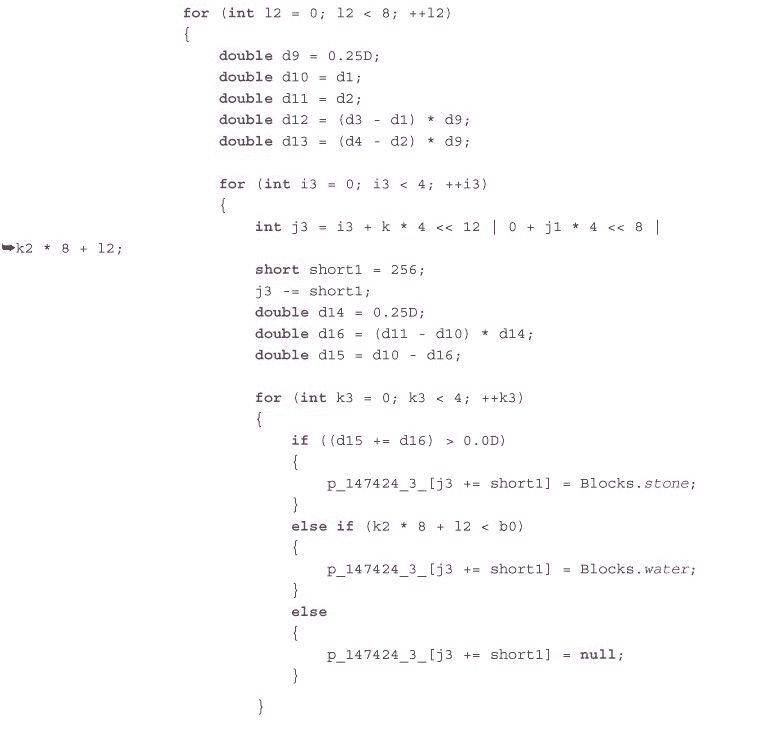 for (int l2 = 0; l2 < 8; ++l2)
{
double d9 = 0.25D;
double d10 = d1;
double d11 = d2;
double d12 = (d3 - d1) * d9;
double d13 = (d4 - d2) * d9;
for (int i3 = 0; i3 < 4; ++i3)
{
int j3 = i3 + k * 4 << 12 | 0 + j1 * 4 << 8 |
➥k2 * 8 + l2;
short short1 = 256;
j3 -= short1;
double d14 = 0.25D;
double d16 = (d11 - d10) * d14;
double d15 = d10 - d16;
for (int k3 = 0; k3 < 4; ++k3)
{
if ((d15 += d16) > 0.0D)
{
p_147424_3_[j3 += short1] = Blocks.stone;
}
else if (k2 * 8 + l2 < b0)
{
p_147424_3_[j3 += short1] = Blocks.water;
}
else
{
p_147424_3_[j3 += short1] = null;
}
}